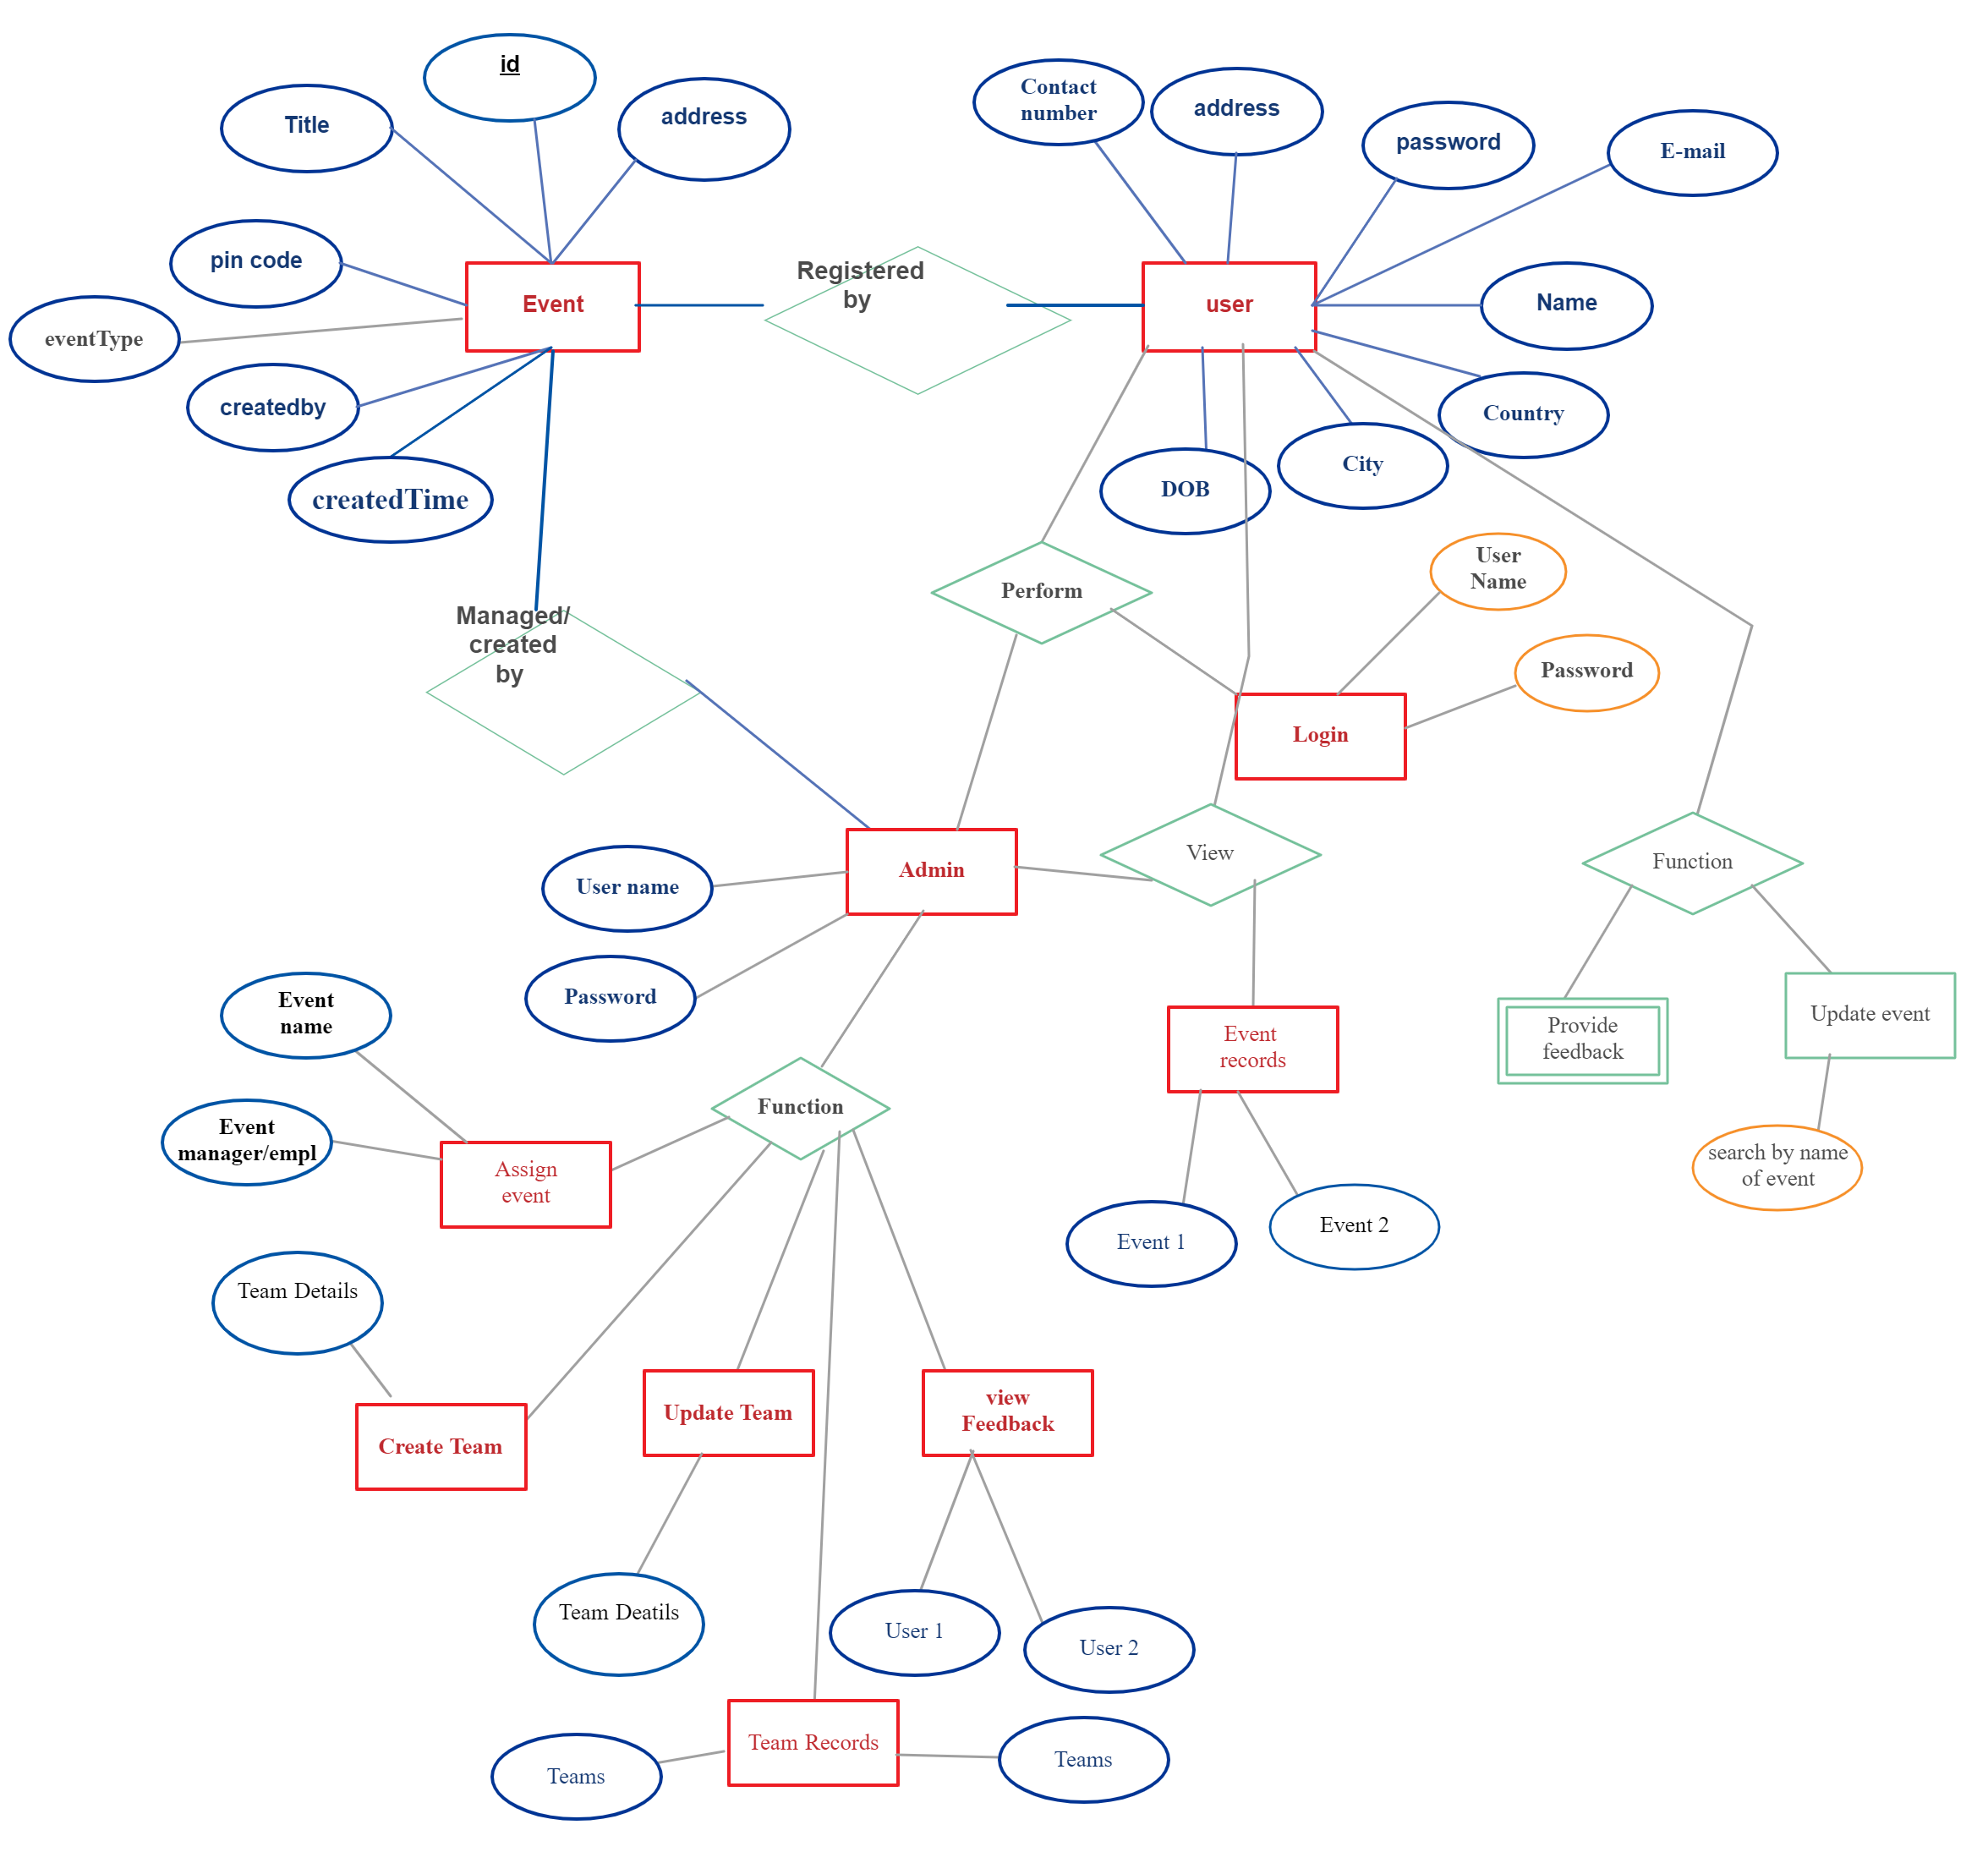 id
Title
address
Contact
number
address
password
E-mail
pin code
Registered
by
Event
user
Name
eventType
createdby
Country
createdTime
DOB
City
User
Name
Perform
Managed/
created
by
Password
Login
View
Function
Admin
User name
Password
Event
name
Event
records
Provide
feedback
Update event
Function
Event
manager/empl
Assign
event
search by name
of event
Event 1
Event 2
Team Details
Create Team
Update Team
view
Feedback
Team Deatils
User 1
User 2
Team Records
Teams
Teams